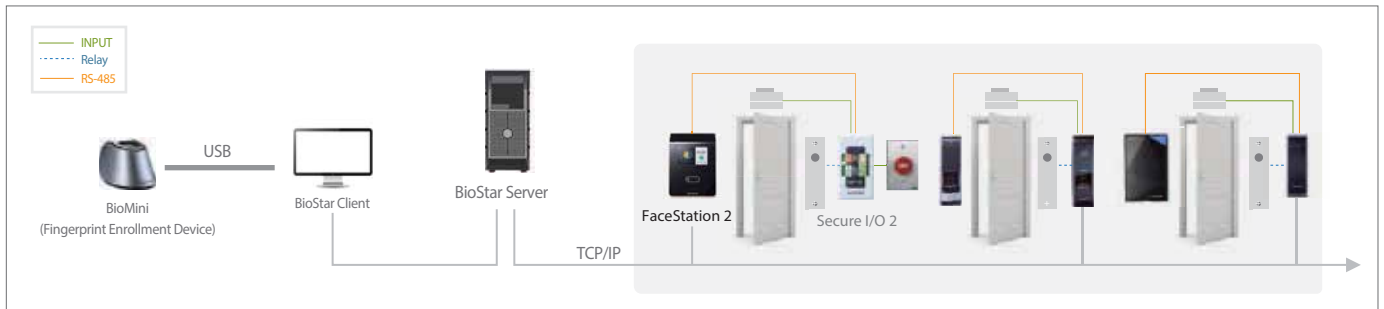 INPUT
Relay
RS-485
USB
BioMini
(Fingerprint Enrollment Device)
BioStar Client
BioStar Server
TCP/IP
FaceStation 2
Secure I/O 2